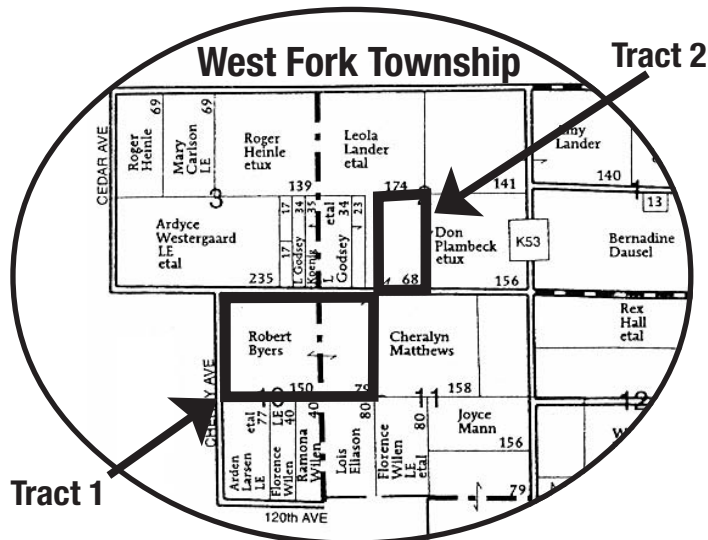 West Fork Township
Tract 2
CEDAR AVE
Roger
Heinle
69
Mary
Carlson
LE
69
Roger
Heinle
etux
139
Leola
Lander
etal
174
141
Lander
140
1
3
Ardyce
Westergaard
LE
etal
235
17
17
L Godsey
34
Koenig
35
L Godsey
etal
34
23
68
Don
Plambeck
etux
156
K53
13
Bernadine
Dausel
Robert
Byers
150
79
Cheralyn
Matthews
158
11
Rex
Hall
etal
12
Arden
Larsen
LE
etal
77
Florence
Wilen
LE
40
Ramona
Wilen
40
Lois
Eliason
80
Florence
Wilen
LE
etal
80
Joyce
Mann
156
79
Tract 1
120th AVE